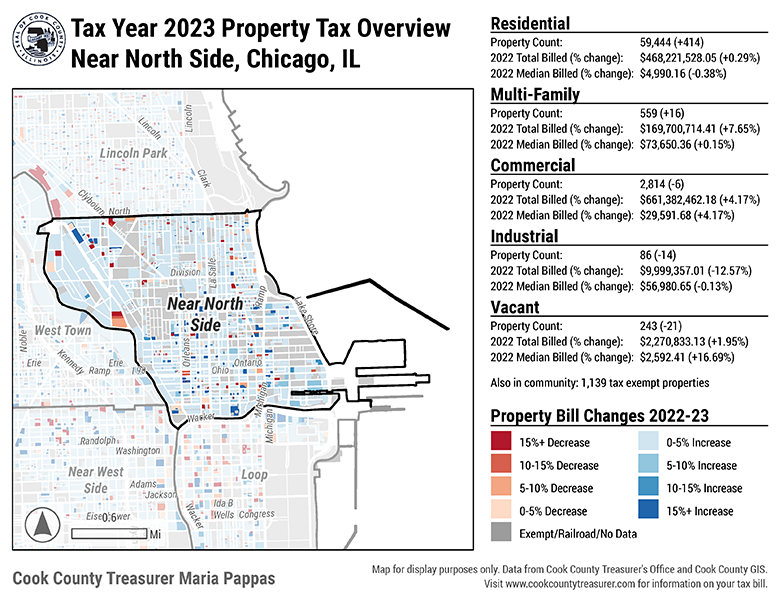 Tax Year 2023 Property Tax Overview
Near North Side, Chicago, IL
Residential
Property Count: 59,444 (+414)
2022 Total Billed (% change): $468,221,528.05 (+0.29%)
2022 Median Billed (% change): $4,990.16 (-0.38%)
Multi-Family
Property Count: 559 (+16)
2022 Total Billed (% change): $169,700,714.41 (+7.65%)
2022 Median Billed (% change): $73,650.36 (+0.15%)
Commercial
Property Count: 2,814 (-6)
2022 Total Billed (% change): $661,382,462.18 (+4.17%)
2022 Median Billed (% change): $29,591.68 (+4.17%)
Industrial
Property Count: 86 (-14)
2022 Total Billed (% change): $9,999,357.01 (-12.57%)
2022 Median Billed (% change): $56,980.65 (-0.13%)
Vacant
Property Count: 243 (-21)
2022 Total Billed (% change): $2,270,833.13 (+1.95%)
2022 Median Billed (% change): $2,592.41 (+16.69%)
Also in community: 1,139 tax exempt properties
Property Bill Changes 2022-23
15%+ Decrease
10-15% Decrease
5-10% Decrease
0-5% Decrease
Exempt/Railroad/No Data
0-5% Increase
5-10% Increase
10-15% Increase
15%+ Increase
Lincoln
Lincoln
Lincoln Park
Clark
Clybourn
North
Division
La Salle
Near North
Side
Ramp
Lake Shore
West Town
Noble
Kennedy
Erie
Ramp
Erie
I 90
Orleans
Ontario
Ohio
Michigan
Michigan
Wacker
Randolph
Washington
Near West
Side
Adams
Jackson
Loop
Ida B
Wells
Congress
Wacker
Eisenhower
0.6
Mi
Cook County Treasurer Maria Pappas
Map for display purposes only. Data from Cook County Treasurer's Office and Cook County GIS.
Visit www.cookcountytreasurer.com for information on your tax bill.